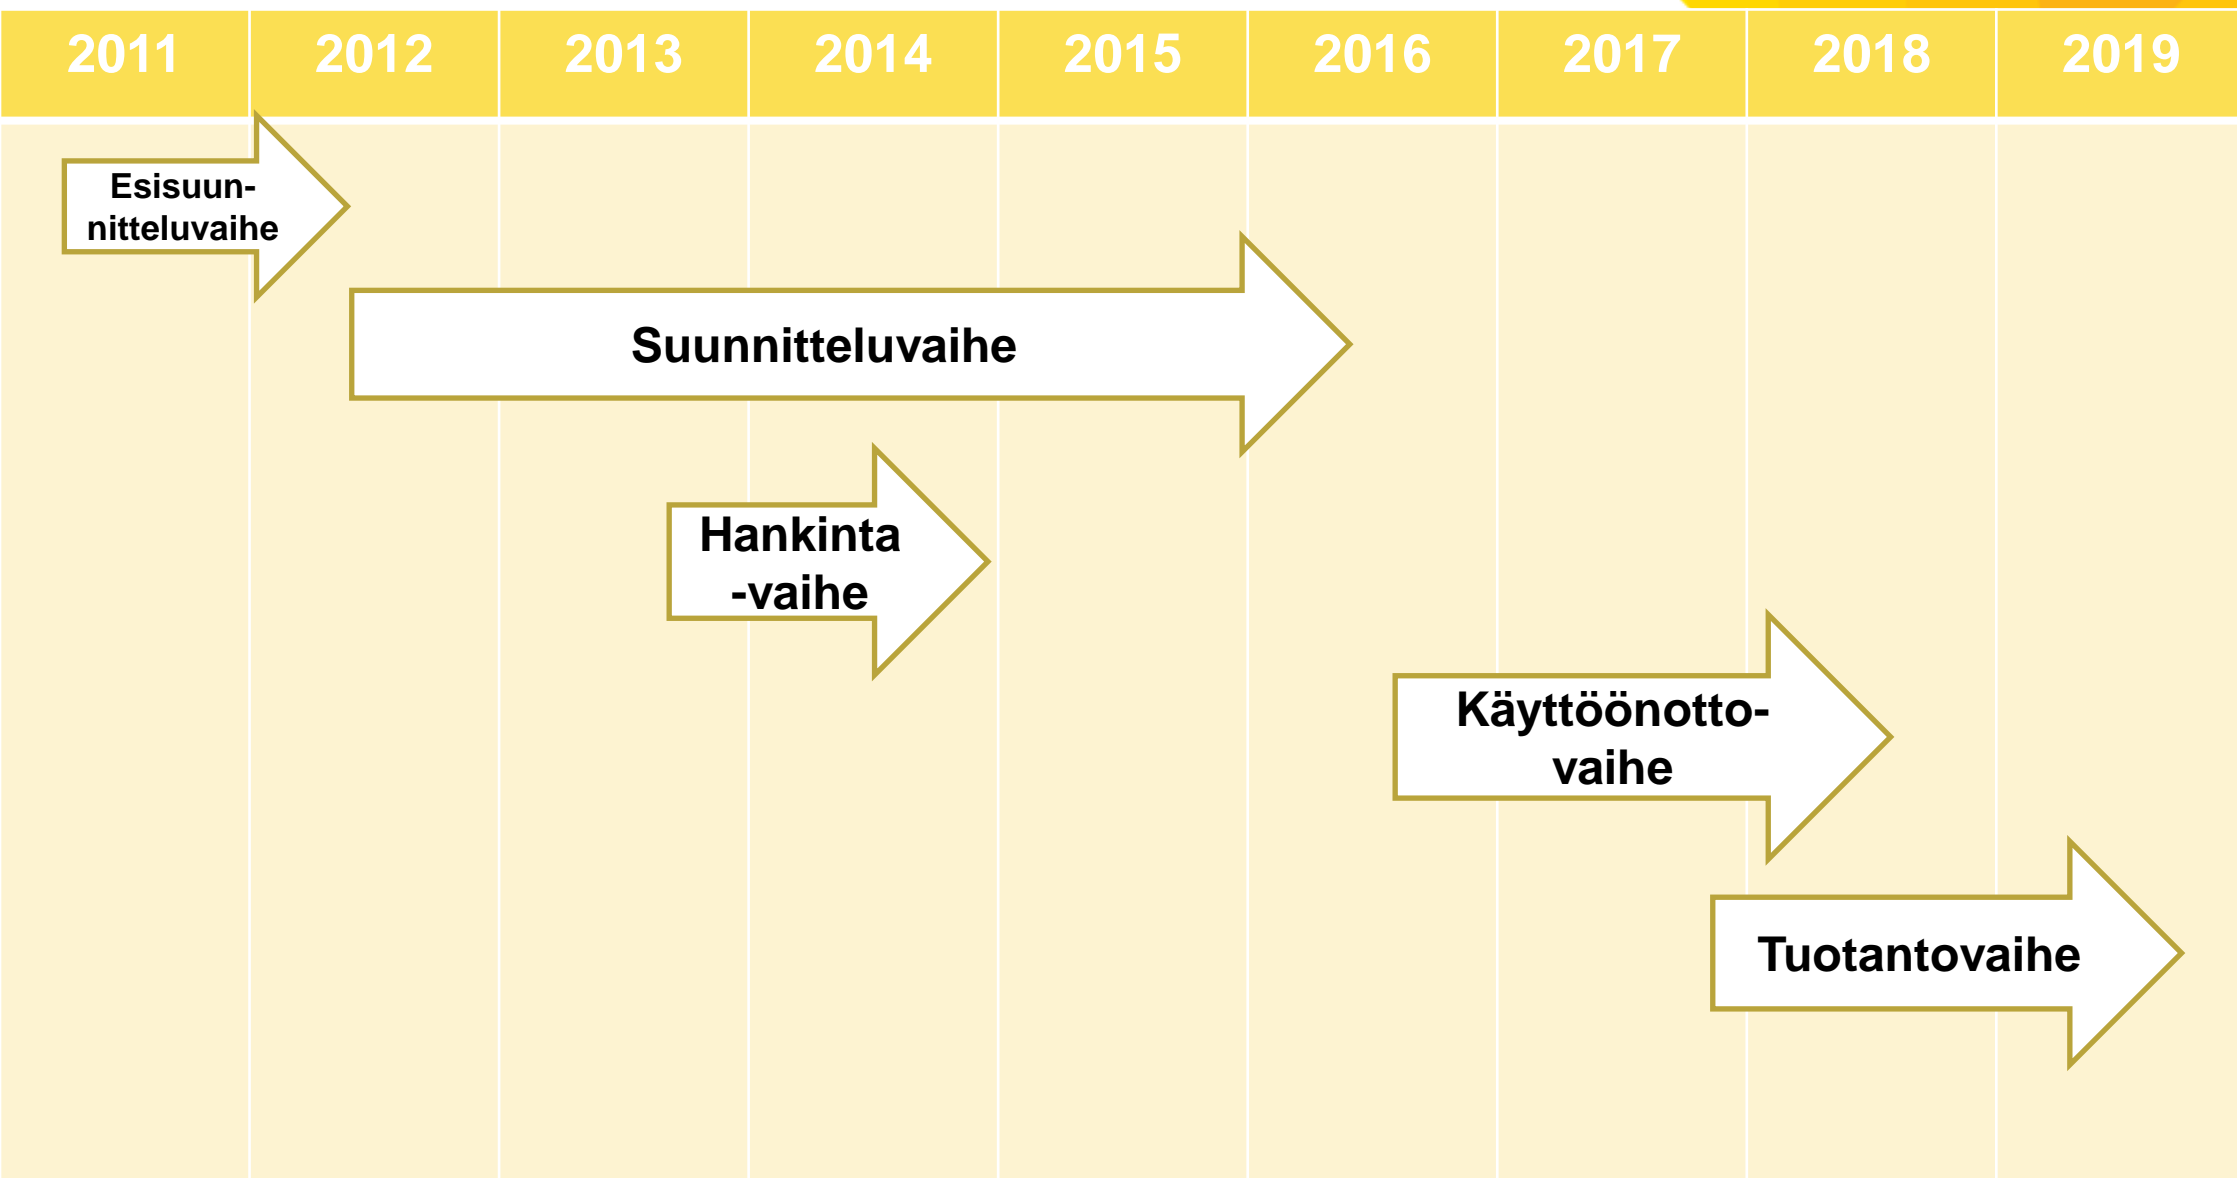 2011 2012 2013 2014 2015 2016 2017 2018 2019
Esisuun-
nitteluvaihe
Suunnitteluvaihe
Hankinta
-vaihe
Käyttöönotto-
vaihe
Tuotantovaihe